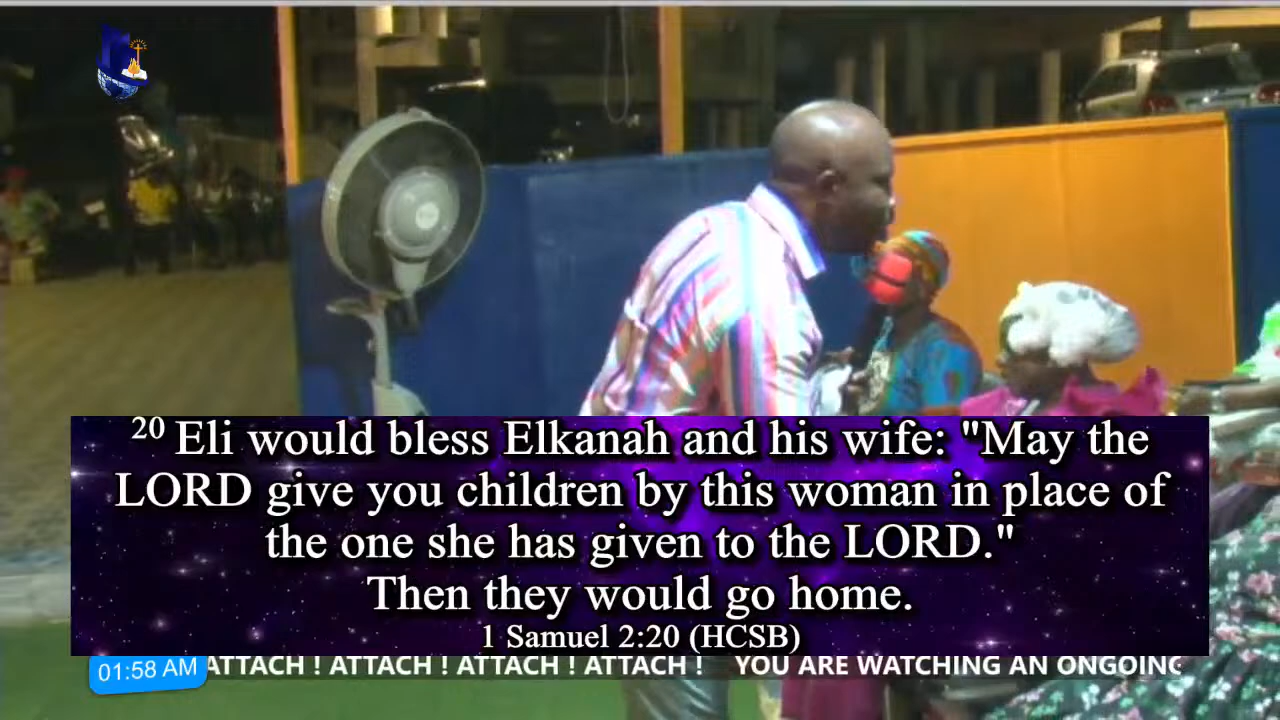 20 Eli would bless Elkanah and his wife: "May the
LORD give you children by this woman in place of
the one she has given to the LORD."
Then they would go home.
1 Samuel 2:20 (HCSB)
01:58 AM ATTACH ! ATTACH ! ATTACH ! ATTACH ! YOU ARE WATCHING AN ONGOING